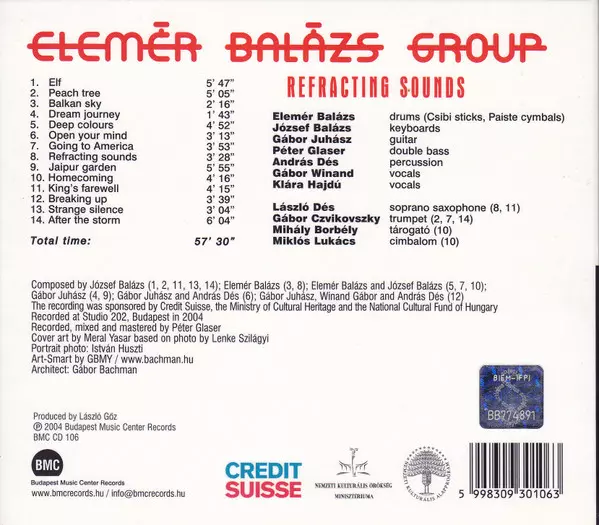 ELEMÉR BALÁZS GROUP
REFRACTING SOUNDS
1. Elf 5' 47"
2. Peach tree 5' 05"
3. Balkan sky 2' 16"
4. Dream journey 1' 43"
5. Deep colours 4' 52"
6. Open your mind 3' 13"
7. Going to America 3' 53"
8. Refracting sounds 3' 28"
9. Jaipur garden 5' 55"
10. Homecoming 4' 16"
11. King's farewell 4' 15"
12. Breaking up 3' 39"
13. Strange silence 3' 04"
14. After the storm 6' 04"
Total time: 57' 30"
Elemér Balázs drums (Csibi sticks, Paiste cymbals)
József Balázs keyboards
Gábor Juhász guitar
Péter Glaser double bass
András Dés percussion
Gábor Winand vocals
Klára Hajdú vocals
László Dés soprano saxophone (8, 11)
Gábor Czvikovszky trumpet (2, 7, 14)
Mihály Borbély tárogató (10)
Miklós Lukács cimbalom (10)
Composed by József Balázs (1, 2, 11, 13, 14); Elemér Balázs (3, 8); Elemér Balázs and József Balázs (5, 7, 10);
Gábor Juhász (4, 9); Gábor Juhász and András Dés (6); Gábor Juhász, Winand Gábor and András Dés (12)
The recording was sponsored by Credit Suisse, the Ministry of Cultural Heritage and the National Cultural Fund of Hungary
Recorded at Studio 202, Budapest in 2004
Recorded, mixed and mastered by Péter Glaser
Cover art by Meral Yasar based on photo by Lenke Szilágyi
Portrait photo: István Huszti
Art-Smart by GBMY / www.bachman.hu
Architect: Gábor Bachman
Produced by László Göz
℗ 2004 Budapest Music Center Records
BMC CD 106
BIEM-IFPI
BB774891
BMC
Budapest Music Center Records
www.bmcrecords.hu / info@bmcrecords.hu
CREDIT
SUISSE
NEMZETI KULTURÁLIS ÖRÖKSÉG
MINISZTÉRIUMA
NEMZETI KULTURÁLIS ALAPPROGRAM
5 998309 301063